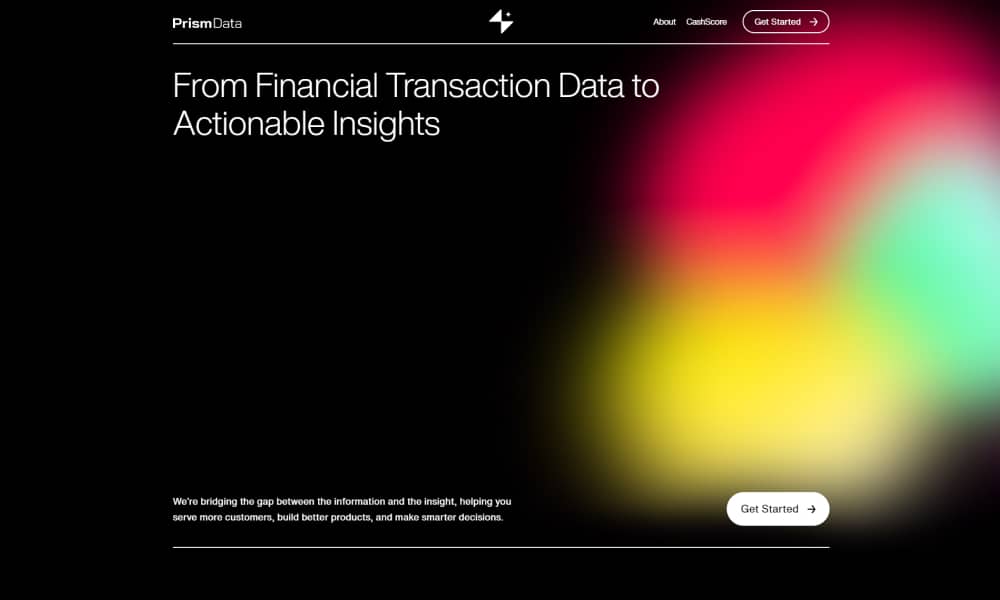 PrismData
About CashScore Get Started →
From Financial Transaction Data to
Actionable Insights
We're bridging the gap between the information and the insight, helping you
serve more customers, build better products, and make smarter decisions.
Get Started →